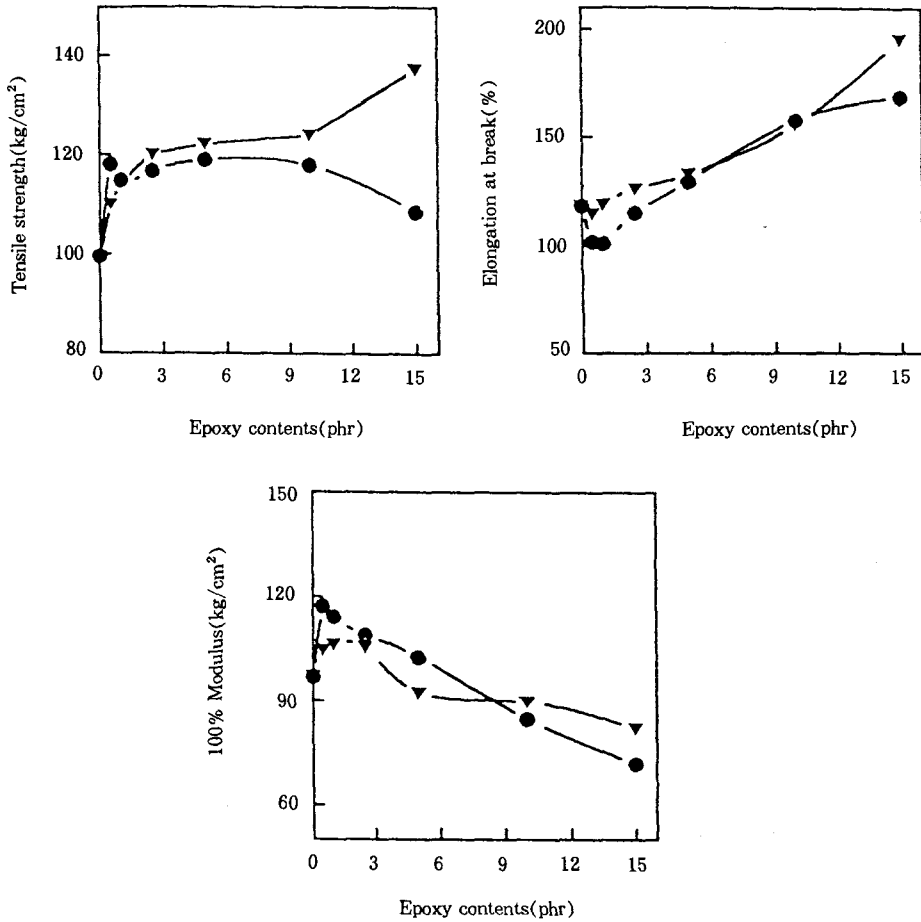 Tensile strength(kg/cm²)
140
120
100
80
0 3 6 9 12 15
Epoxy contents(phr)
Elongation at break(%)
200
150
100
50
0 3 6 9 12 15
Epoxy contents(phr)
100% Modulus(kg/cm²)
150
120
90
60
0 3 6 9 12 15
Epoxy contents(phr)